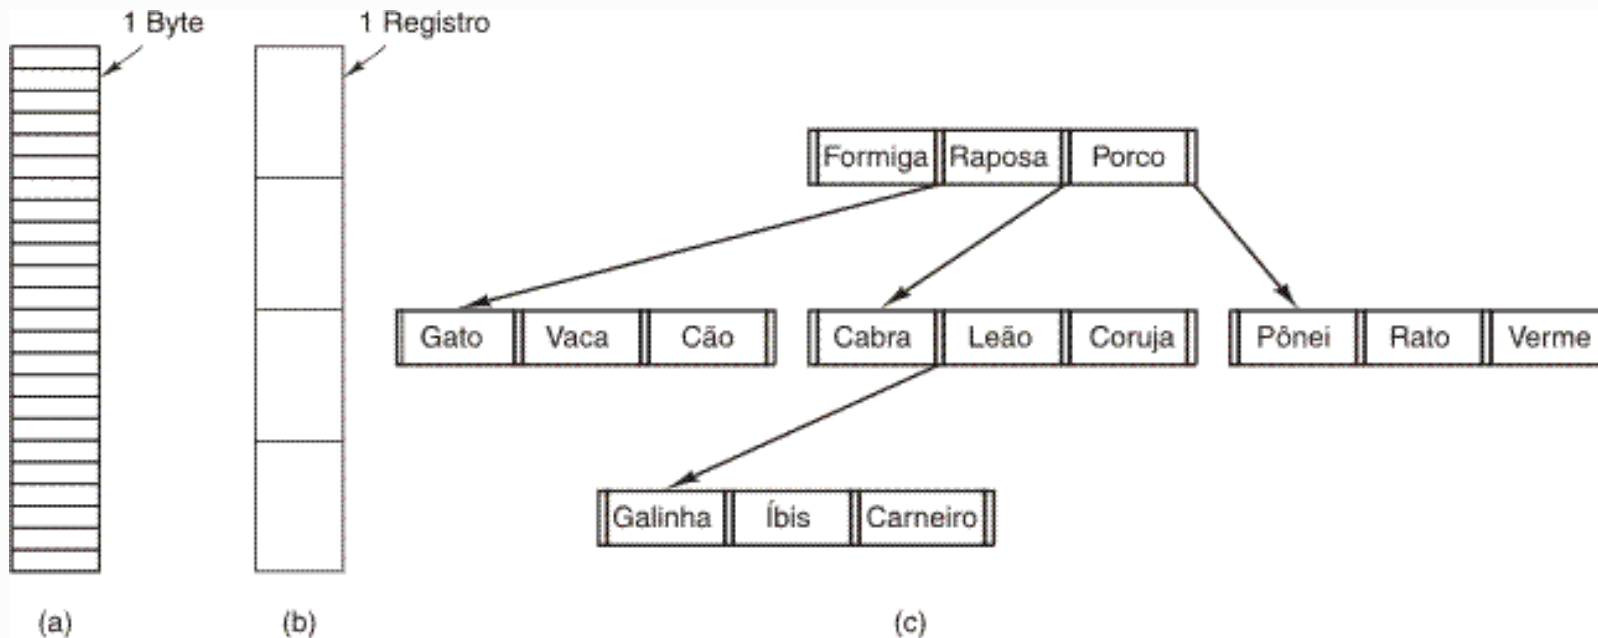 1 Byte
1 Registro
Formiga Raposa Porco
Gato Vaca Cão Cabra Leão Coruja Pônei Rato Verme
Galinha Íbis Carneiro
(a) (b) (c)